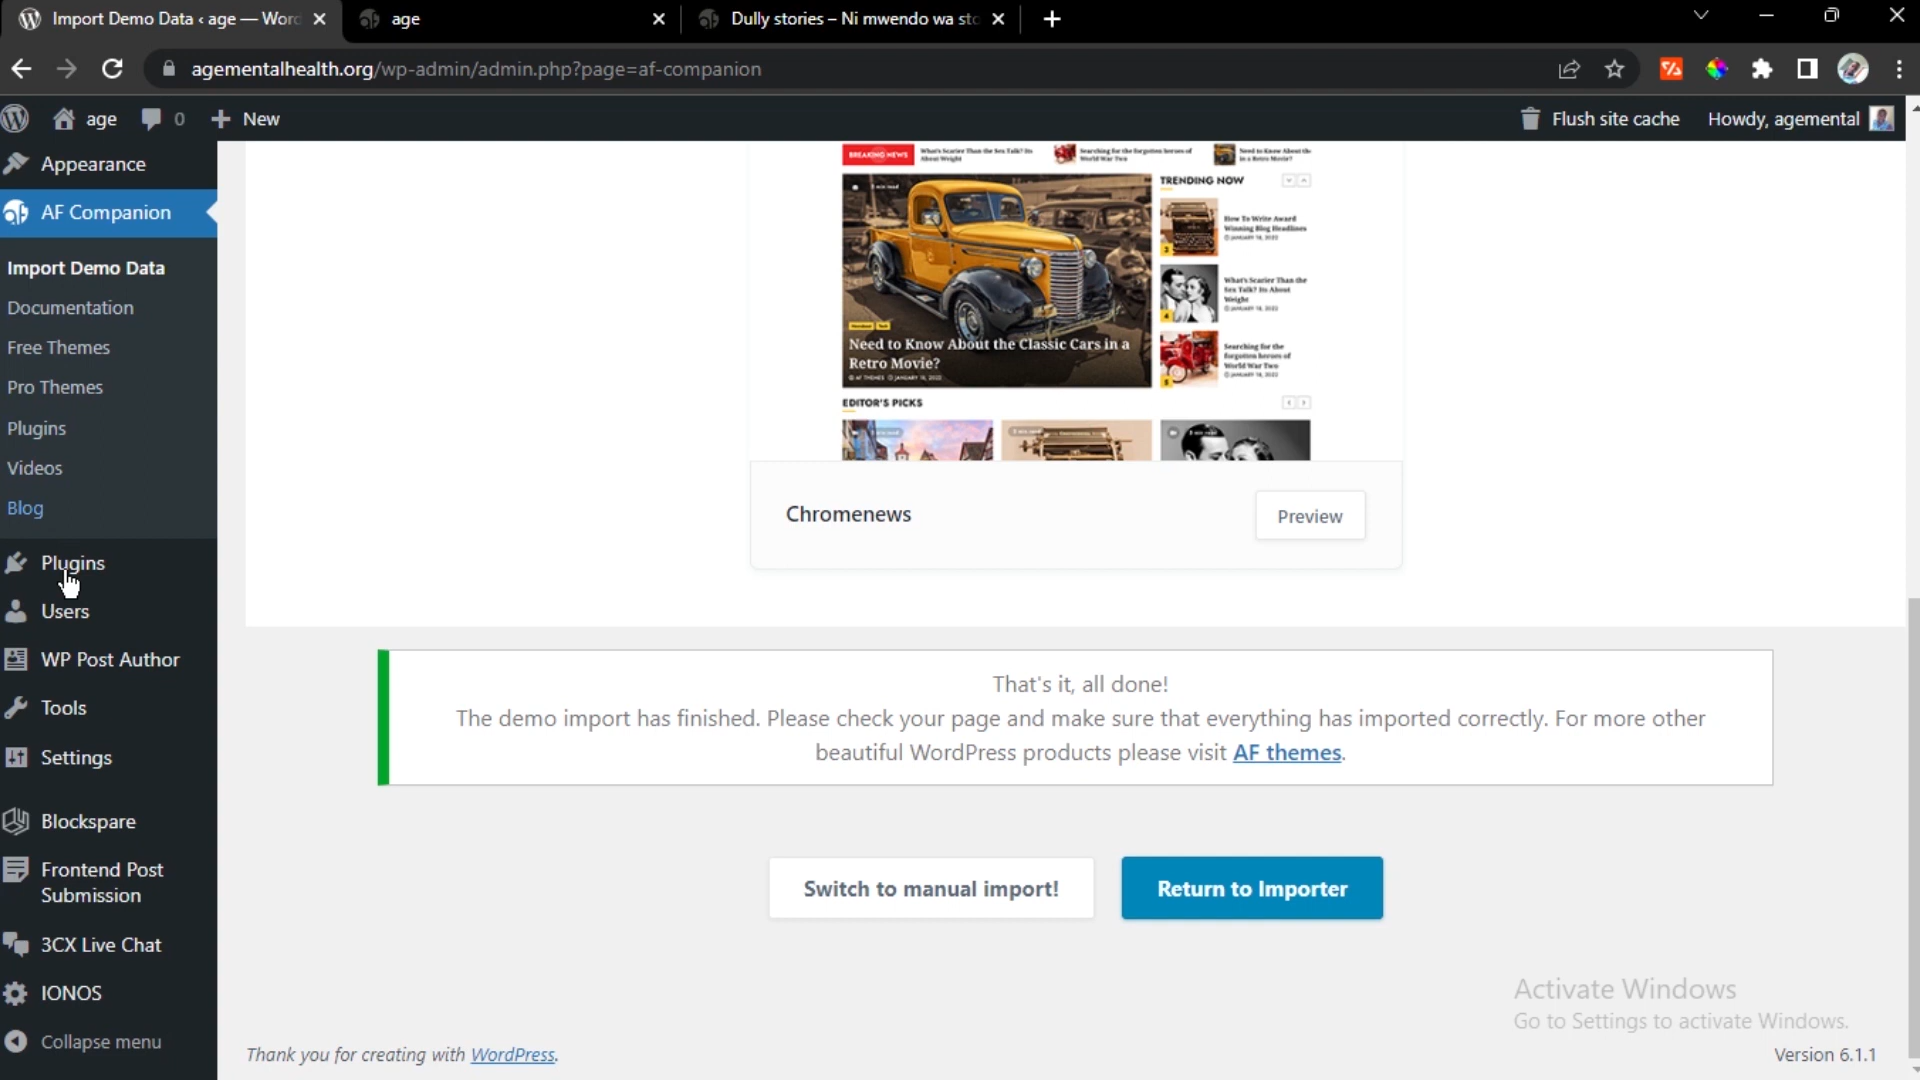 Import Demo Data ‹ age — Word
age
Dully stories – Ni mwendo wa sto
agementalhealth.org/wp-admin/admin.php?page=af-companion
age
0
New
Flush site cache
Howdy, agemental
Appearance
AF Companion
Import Demo Data
Documentation
Free Themes
Pro Themes
Plugins
Videos
Blog
Plugins
Users
WP Post Author
Tools
Settings
Blockspare
Frontend Post
Submission
3CX Live Chat
IONOS
Collapse menu
BREAKING NEWS
What's Scarier Than the Sex Talk? Its
About Weight
Searching for the forgotten heroes of
World War Two
Need to Know About the
in a Retro Movie?
TRENDING NOW
Need to Know About the Classic Cars in a
Retro Movie?
AF THEMES JANUARY 18, 2022
How To Write Award
Winning Blog Headlines
JANUARY 18, 2022
What's Scarier Than the
Sex Talk? Its About
Weight
JANUARY 18, 2022
Searching for the
forgotten heroes of
World War Two
JANUARY 18, 2022
EDITOR'S PICKS
Chromenews
Preview
That's it, all done!
The demo import has finished. Please check your page and make sure that everything has imported correctly. For more other
beautiful WordPress products please visit AF themes.
Switch to manual import!
Return to Importer
Activate Windows
Go to Settings to activate Windows.
Thank you for creating with WordPress.
Version 6.1.1